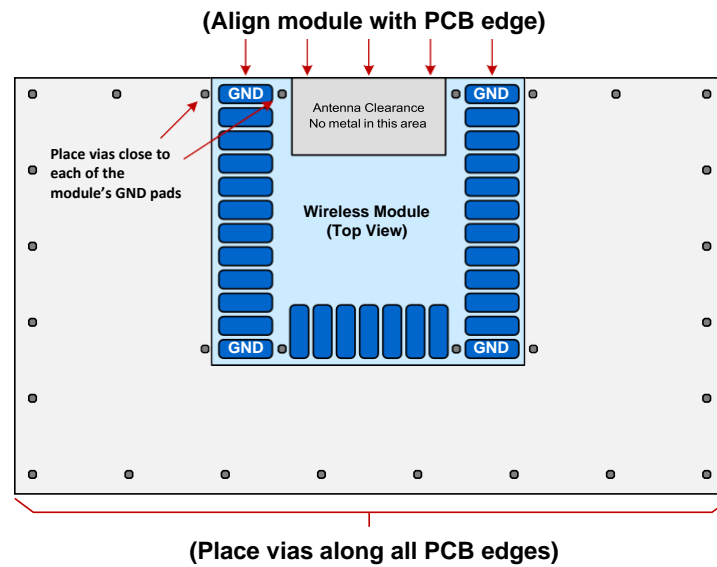 (Align module with PCB edge)
GND
GND
Antenna Clearance
No metal in this area
Place vias close to
each of the
module's GND pads
Wireless Module
(Top View)
GND
GND
(Place vias along all PCB edges)